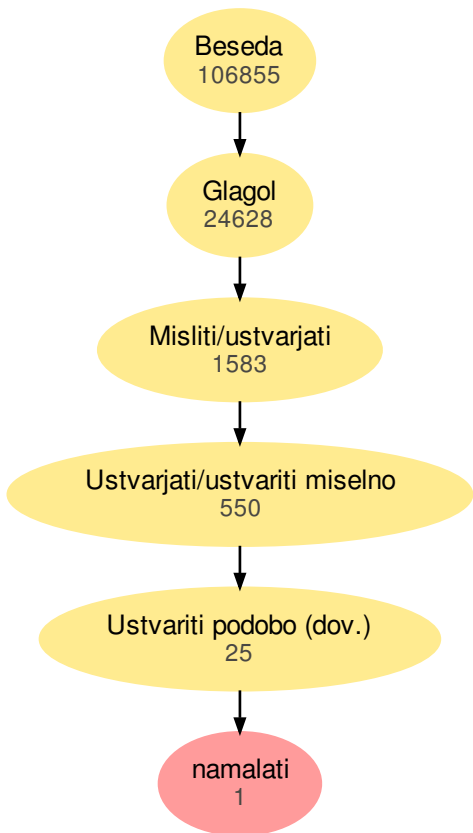 Beseda
106855
Glagol
24628
Misliti/ustvarjati
1583
Ustvarjati/ustvariti miselno
550
Ustvariti podobo (dov.)
25
namalati
1